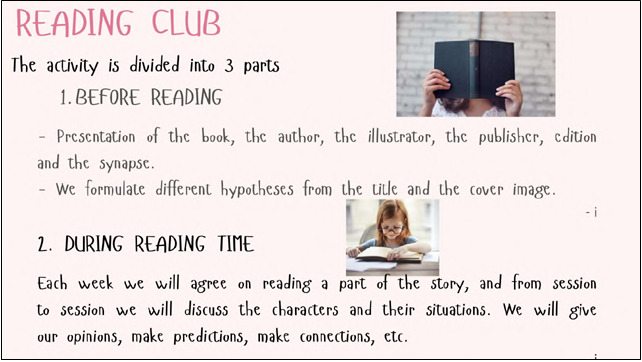 READING CLUB
The activity is divided into 3 parts
1. BEFORE READING
- Presentation of the book, the author, the illustrator, the publisher, edition
and the synapse.
- We formulate different hypotheses from the title and the cover image.
- i
2. DURING READING TIME
Each week we will agree on reading a part of the story, and from session
to session we will discuss the characters and their situations. We will give
our opinions, make predictions, make connections, etc.